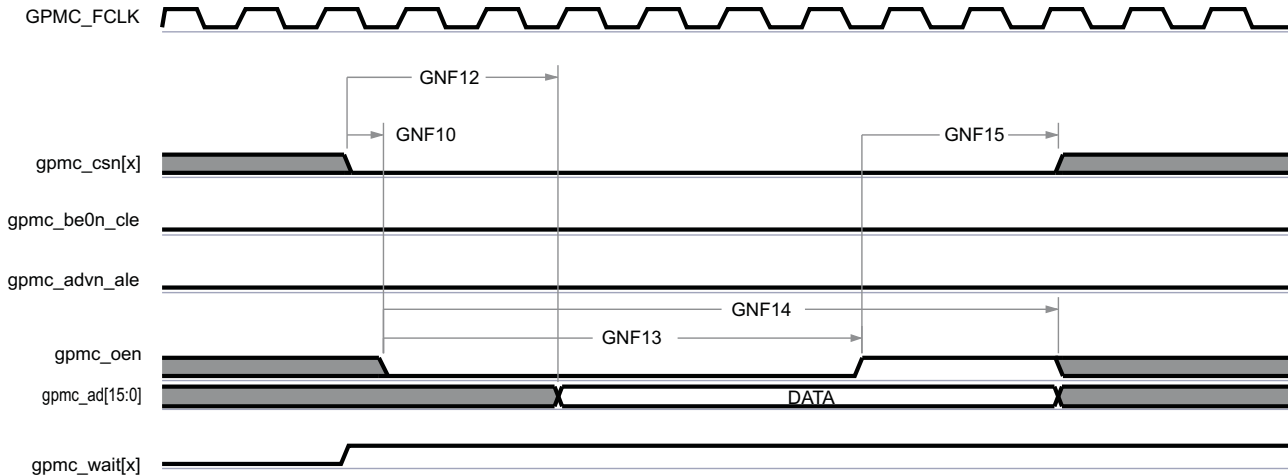 GPMC_FCLK
GNF12
GNF10
GNF15
gpmc_csn[x]
gpmc_be0n_cle
gpmc_advn_ale
GNF14
GNF13
gpmc_oen
gpmc_ad[15:0]
DATA
gpmc_wait[x]